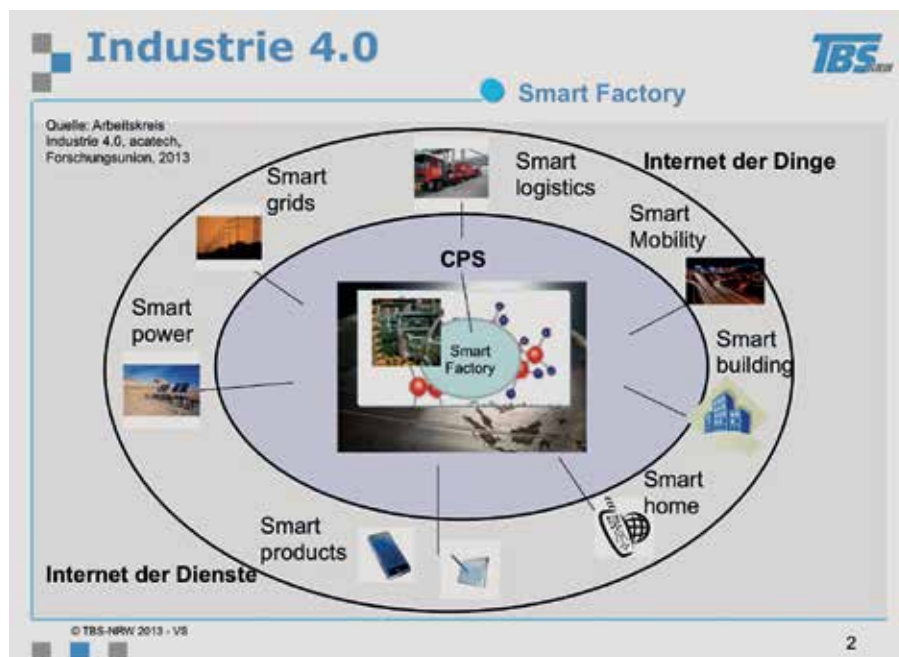 Industrie 4.0
TBS NRW
Smart Factory
Quelle: Arbeitskreis
Industrie 4.0, acatech,
Forschungsunion, 2013
Internet der Dinge
Smart
logistics
Smart
grids
Smart
Mobility
CPS
Smart
power
Smart
building
Smart
Factory
Smart
home
Smart
products
Internet der Dienste
© TBS-NRW 2013 - VS
2